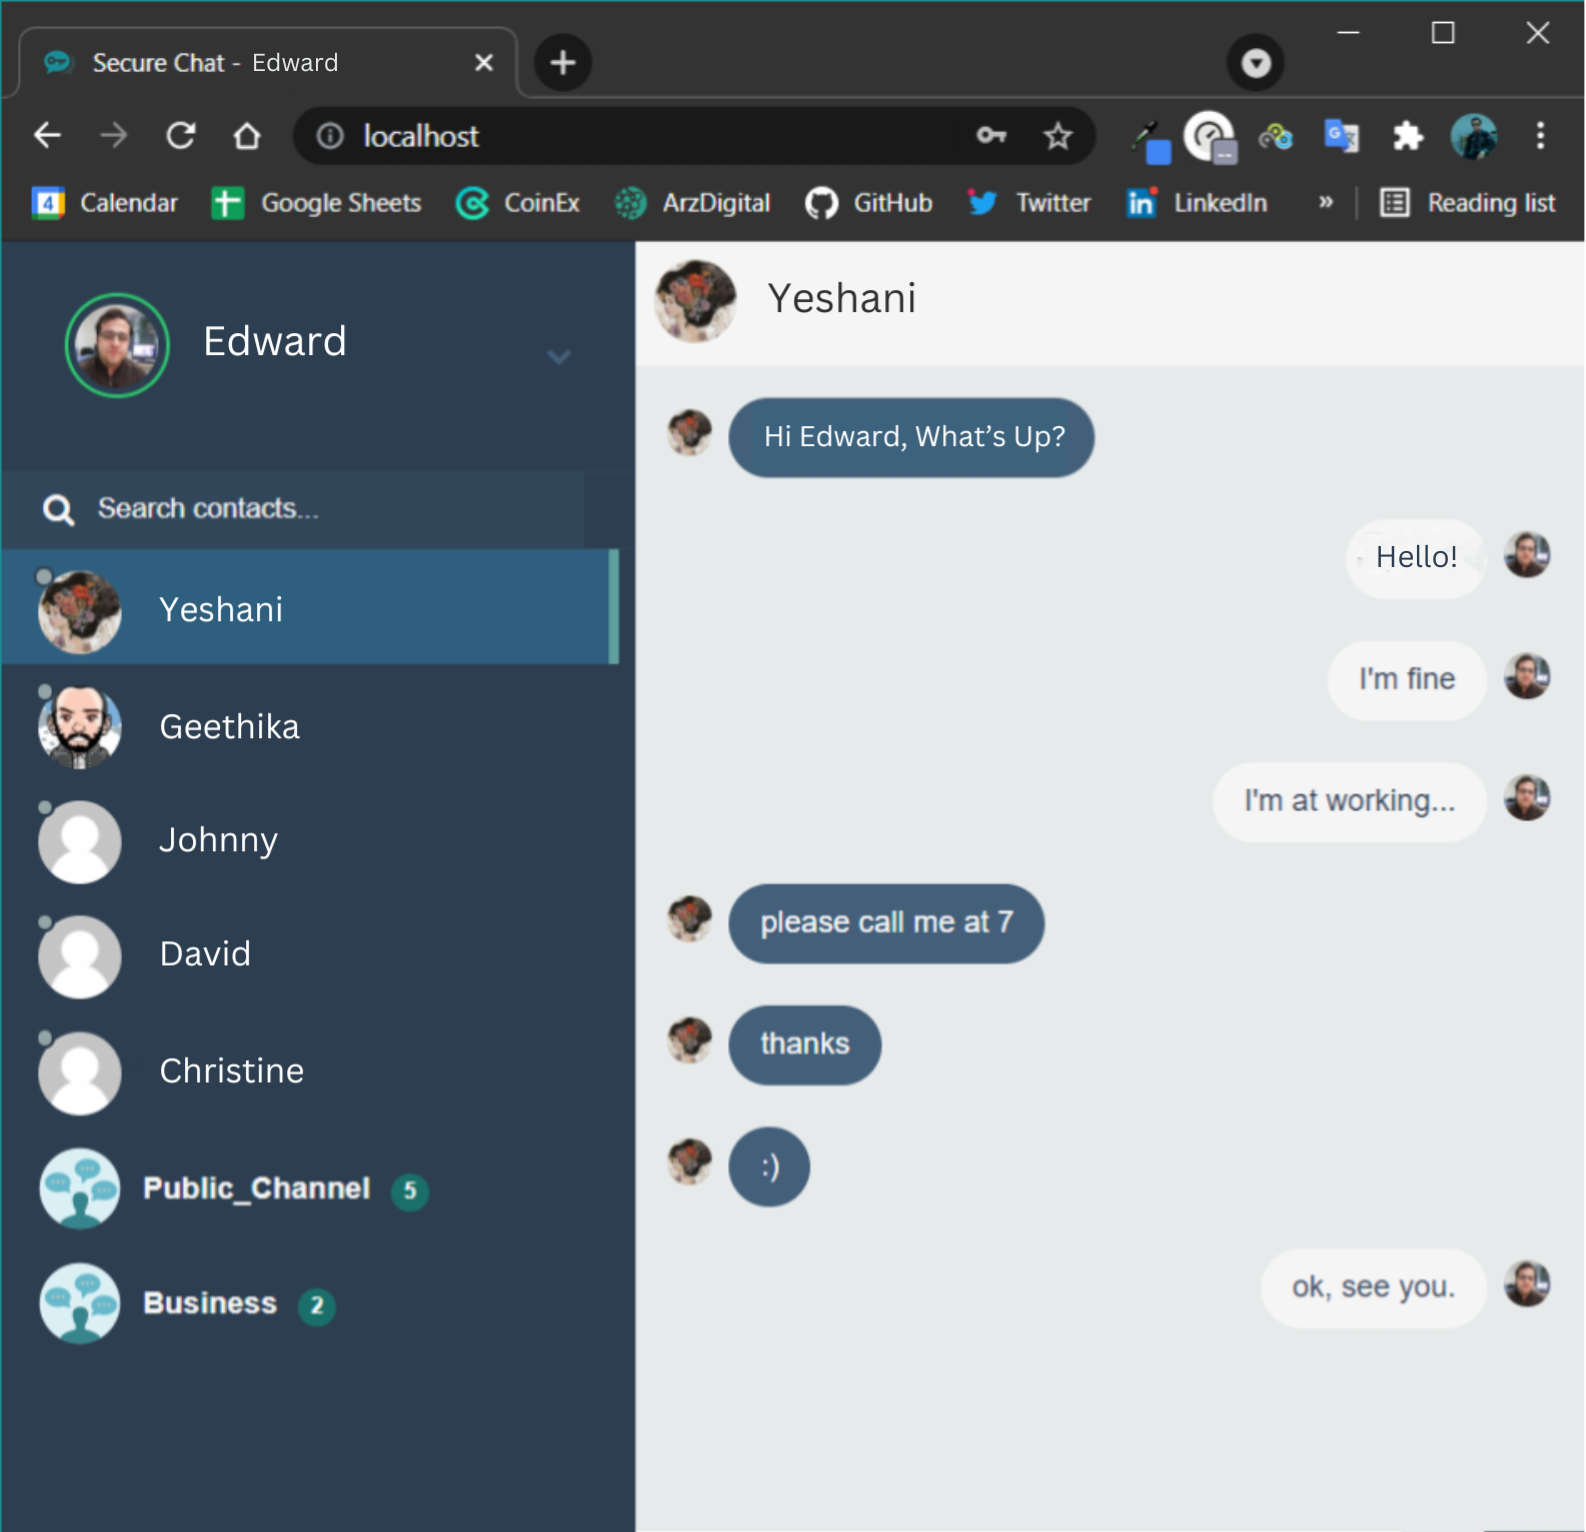 Secure Chat - Edward
localhost
4 Calendar Google Sheets CoinEx ArzDigital GitHub Twitter in LinkedIn » Reading list
Edward
Search contacts...
Yeshani
Geethika
Johnny
David
Christine
Public_Channel 5
Business 2
Yeshani
Hi Edward, What’s Up?
Hello!
I'm fine
I'm at working...
please call me at 7
thanks
:)
ok, see you.